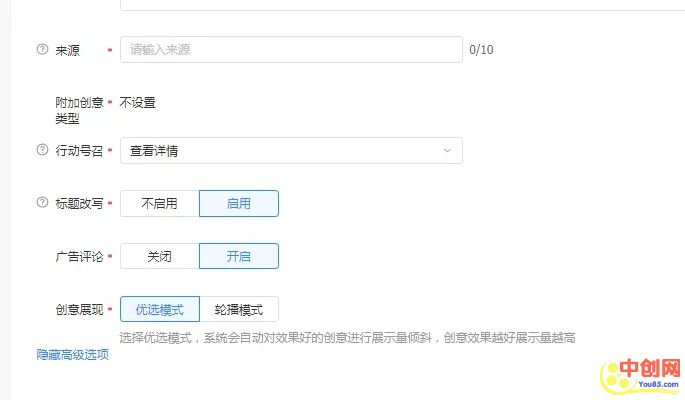 来源 * 请输入来源 0/10
附加创意 * 不设置
类型
行动号召 * 查看详情
标题改写 * 不启用 启用
广告评论 * 关闭 开启
创意展现 * 优选模式 轮播模式
选择优选模式，系统会自动对效果好的创意进行展示量倾斜，创意效果越好展示量越高
隐藏高级选项
中创网
You85.com